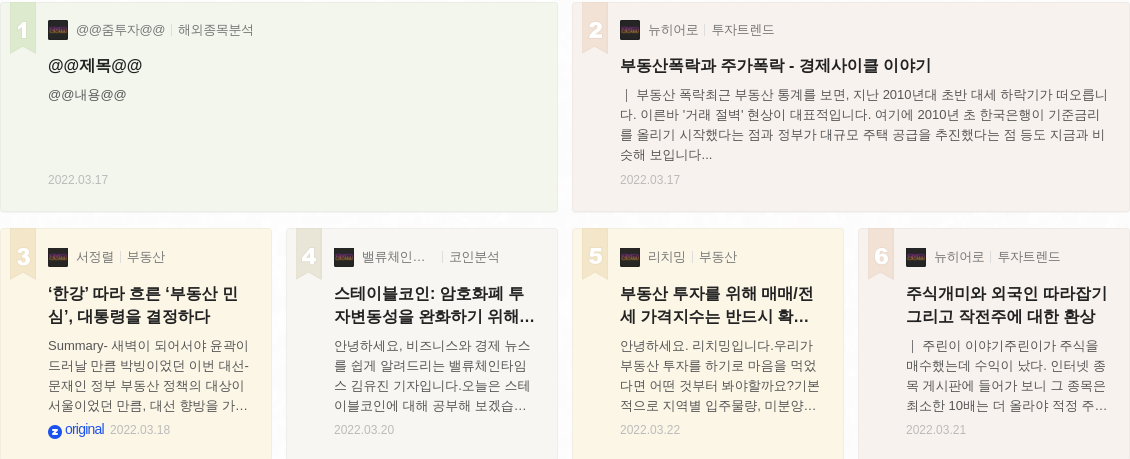 1
@@줌투자@@ 해외종목분석
@@제목@@
@@내용@@
2022.03.17
2
뉴히어로 투자트렌드
부동산폭락과 주가폭락 - 경제사이클 이야기
｜ 부동산 폭락최근 부동산 통계를 보면, 지난 2010년대 초반 대세 하락기가 떠오릅니
다. 이른바 '거래 절벽' 현상이 대표적입니다. 여기에 2010년 초 한국은행이 기준금리
를 올리기 시작했다는 점과 정부가 대규모 주택 공급을 추진했다는 점 등도 지금과 비
슷해 보입니다...
2022.03.17
3
서정렬 부동산
‘한강’ 따라 흐른 ‘부동산 민
심’, 대통령을 결정하다
Summary- 새벽이 되어서야 윤곽이
드러날 만큼 박빙이었던 이번 대선-
문재인 정부 부동산 정책의 대상이
서울이었던 만큼, 대선 향방을 가...
z original 2022.03.18
4
밸류체인... 코인분석
스테이블코인: 암호화폐 투
자변동성을 완화하기 위해...
안녕하세요, 비즈니스와 경제 뉴스
를 쉽게 알려드리는 밸류체인타임
스 김유진 기자입니다.오늘은 스테
이블코인에 대해 공부해 보겠습...
2022.03.20
5
리치밍 부동산
부동산 투자를 위해 매매/전
세 가격지수는 반드시 확...
안녕하세요. 리치밍입니다.우리가
부동산 투자를 하기로 마음을 먹었
다면 어떤 것부터 봐야할까요?기본
적으로 지역별 입주물량, 미분양...
2022.03.22
6
뉴히어로 투자트렌드
주식개미와 외국인 따라잡기
그리고 작전주에 대한 환상
｜ 주린이 이야기주린이가 주식을
매수했는데 수익이 났다. 인터넷 종
목 게시판에 들어가 보니 그 종목은
최소한 10배는 더 올라야 적정 주...
2022.03.21